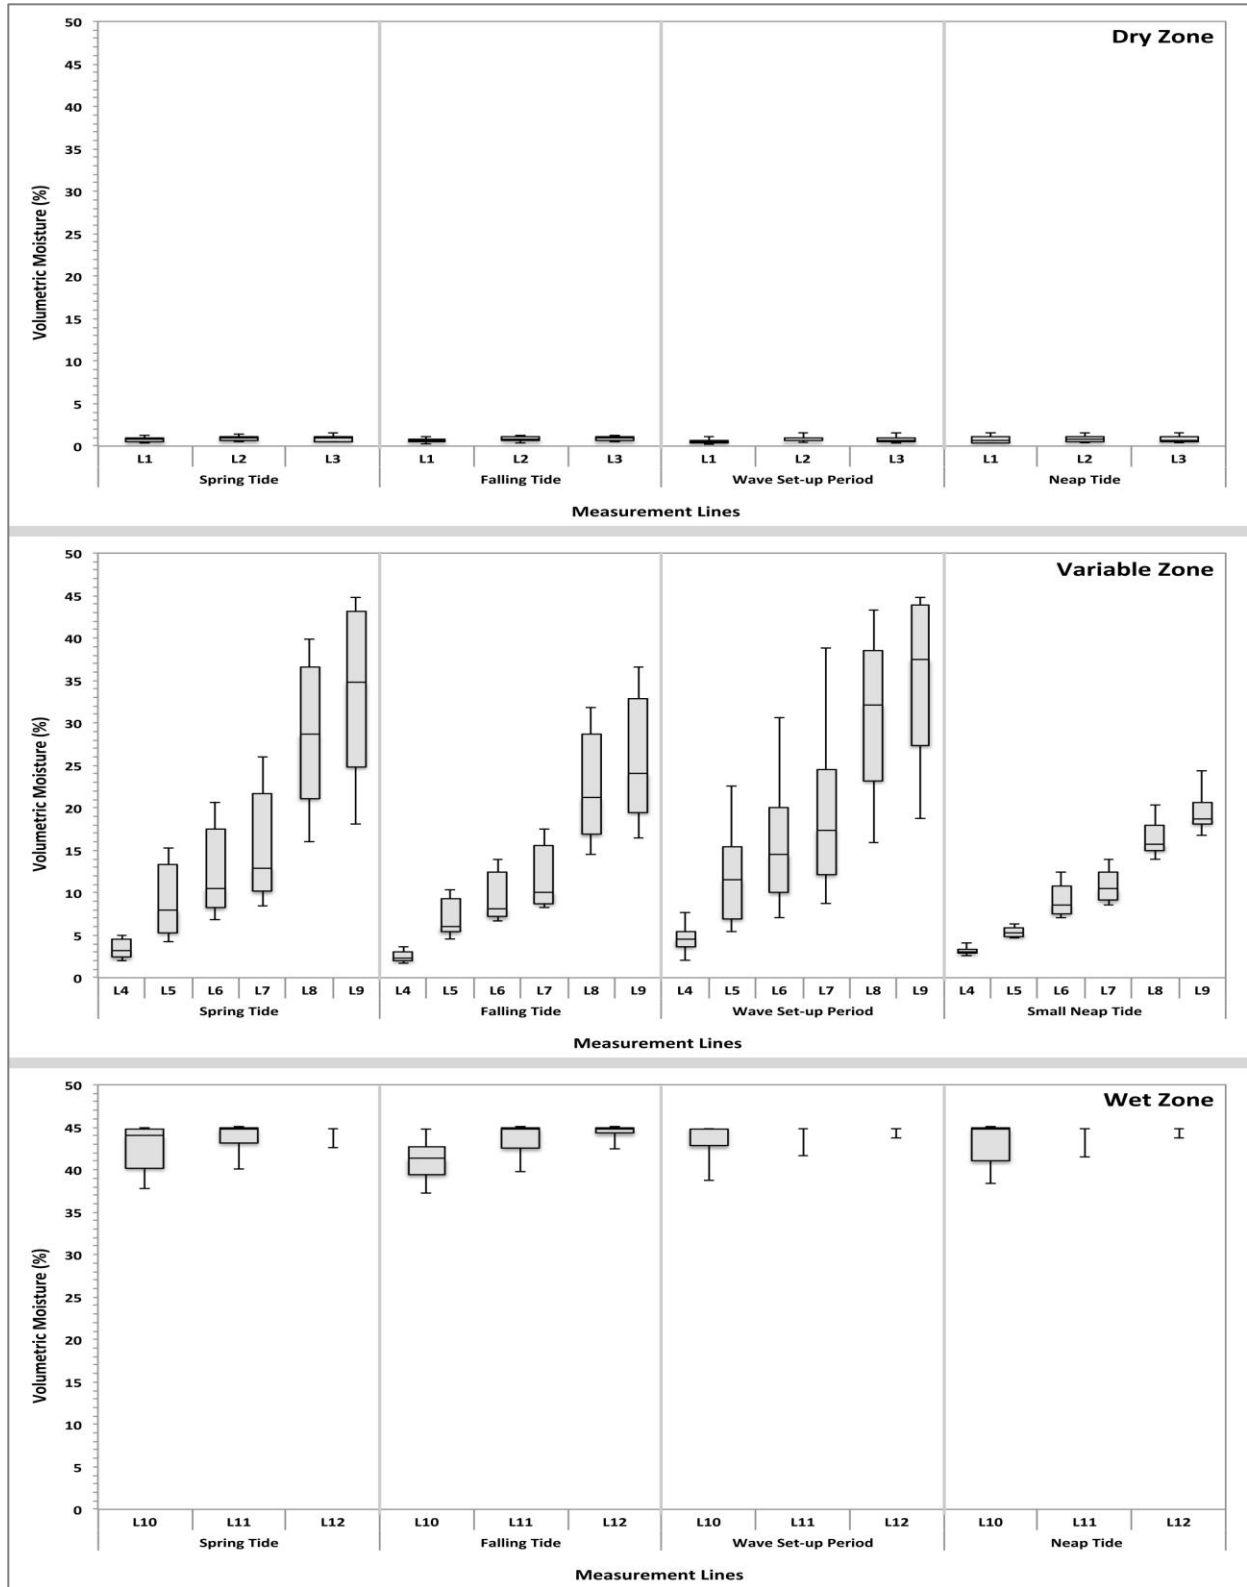 Dry Zone
Volumetric Moisture (%)
50
45
40
35
30
25
20
15
10
5
0
L1 L2 L3 L1 L2 L3 L1 L2 L3 L1 L2 L3
Spring Tide Falling Tide Wave Set-up Period Neap Tide
Measurement Lines
Variable Zone
Volumetric Moisture (%)
50
45
40
35
30
25
20
15
10
5
0
L4 L5 L6 L7 L8 L9 L4 L5 L6 L7 L8 L9 L4 L5 L6 L7 L8 L9 L4 L5 L6 L7 L8 L9
Spring Tide Falling Tide Wave Set-up Period Small Neap Tide
Measurement Lines
Wet Zone
Volumetric Moisture (%)
50
45
40
35
30
25
20
15
10
5
0
L10 L11 L12 L10 L11 L12 L10 L11 L12 L10 L11 L12
Spring Tide Falling Tide Wave Set-up Period Neap Tide
Measurement Lines